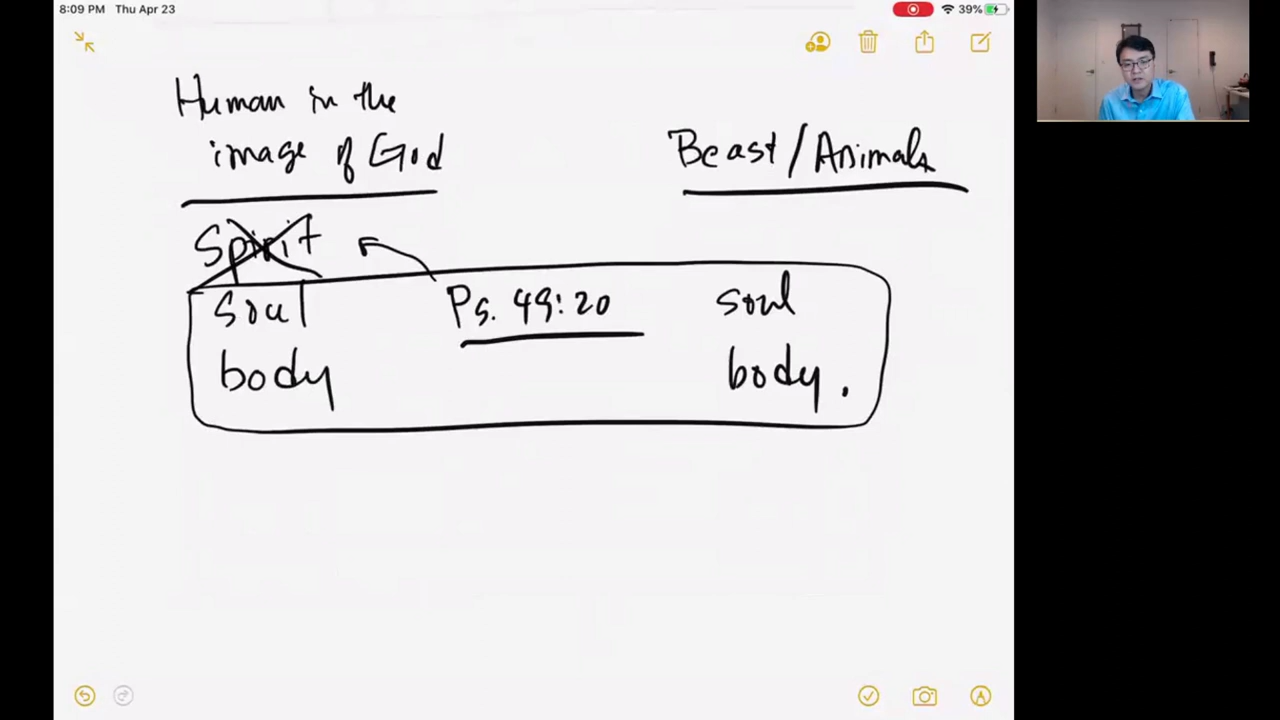 8:09 PM Thu Apr 23
39%
Human in the
image of God
Beast/Animals
Spirit
soul Ps. 49:20 soul
body body.